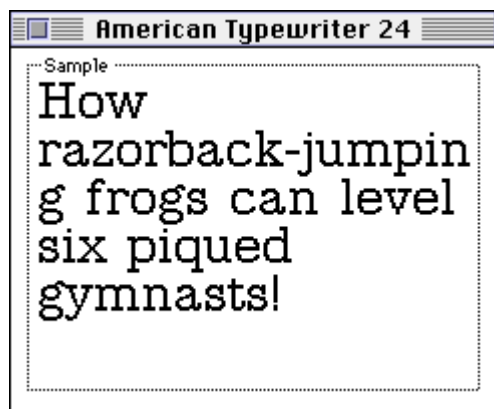 American Typewriter 24
Sample
How
razorback-jumpin
g frogs can level
six piqued
gymnasts!